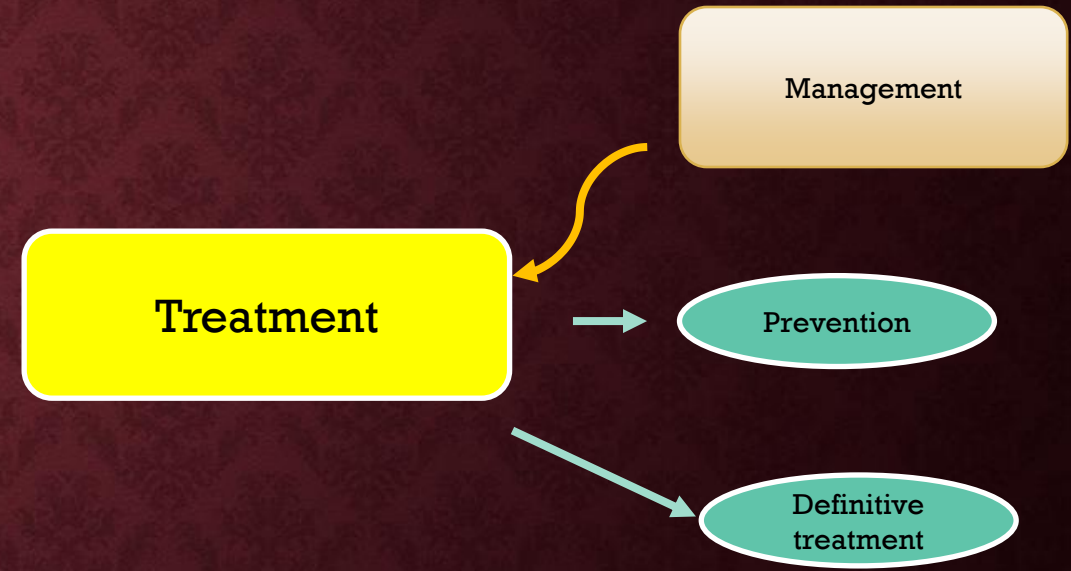 Management
Treatment
Prevention
Definitive
treatment